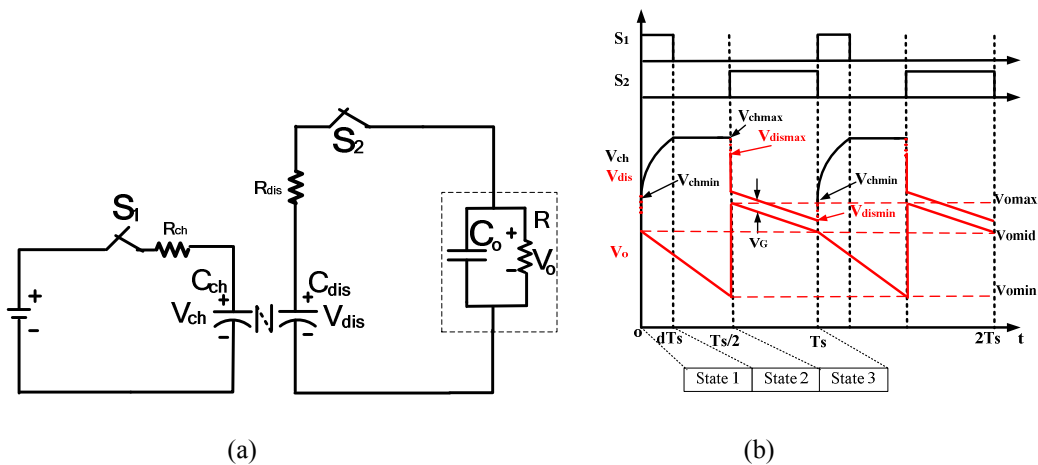 S1
Rch
Cch
+
Vch
-
+
-
Rdis
S2
Cdis
+
Vdis
-
Co
+
R
Vo
-
(a)
S1
S2
Vchmax
Vdismax
Vch
Vdis
Vchmin
Vchmin
Vomax
Vdismin
VG
Vomid
Vo
Vomin
o
dTs
Ts/2
Ts
2Ts
t
State 1
State 2
State 3
(b)